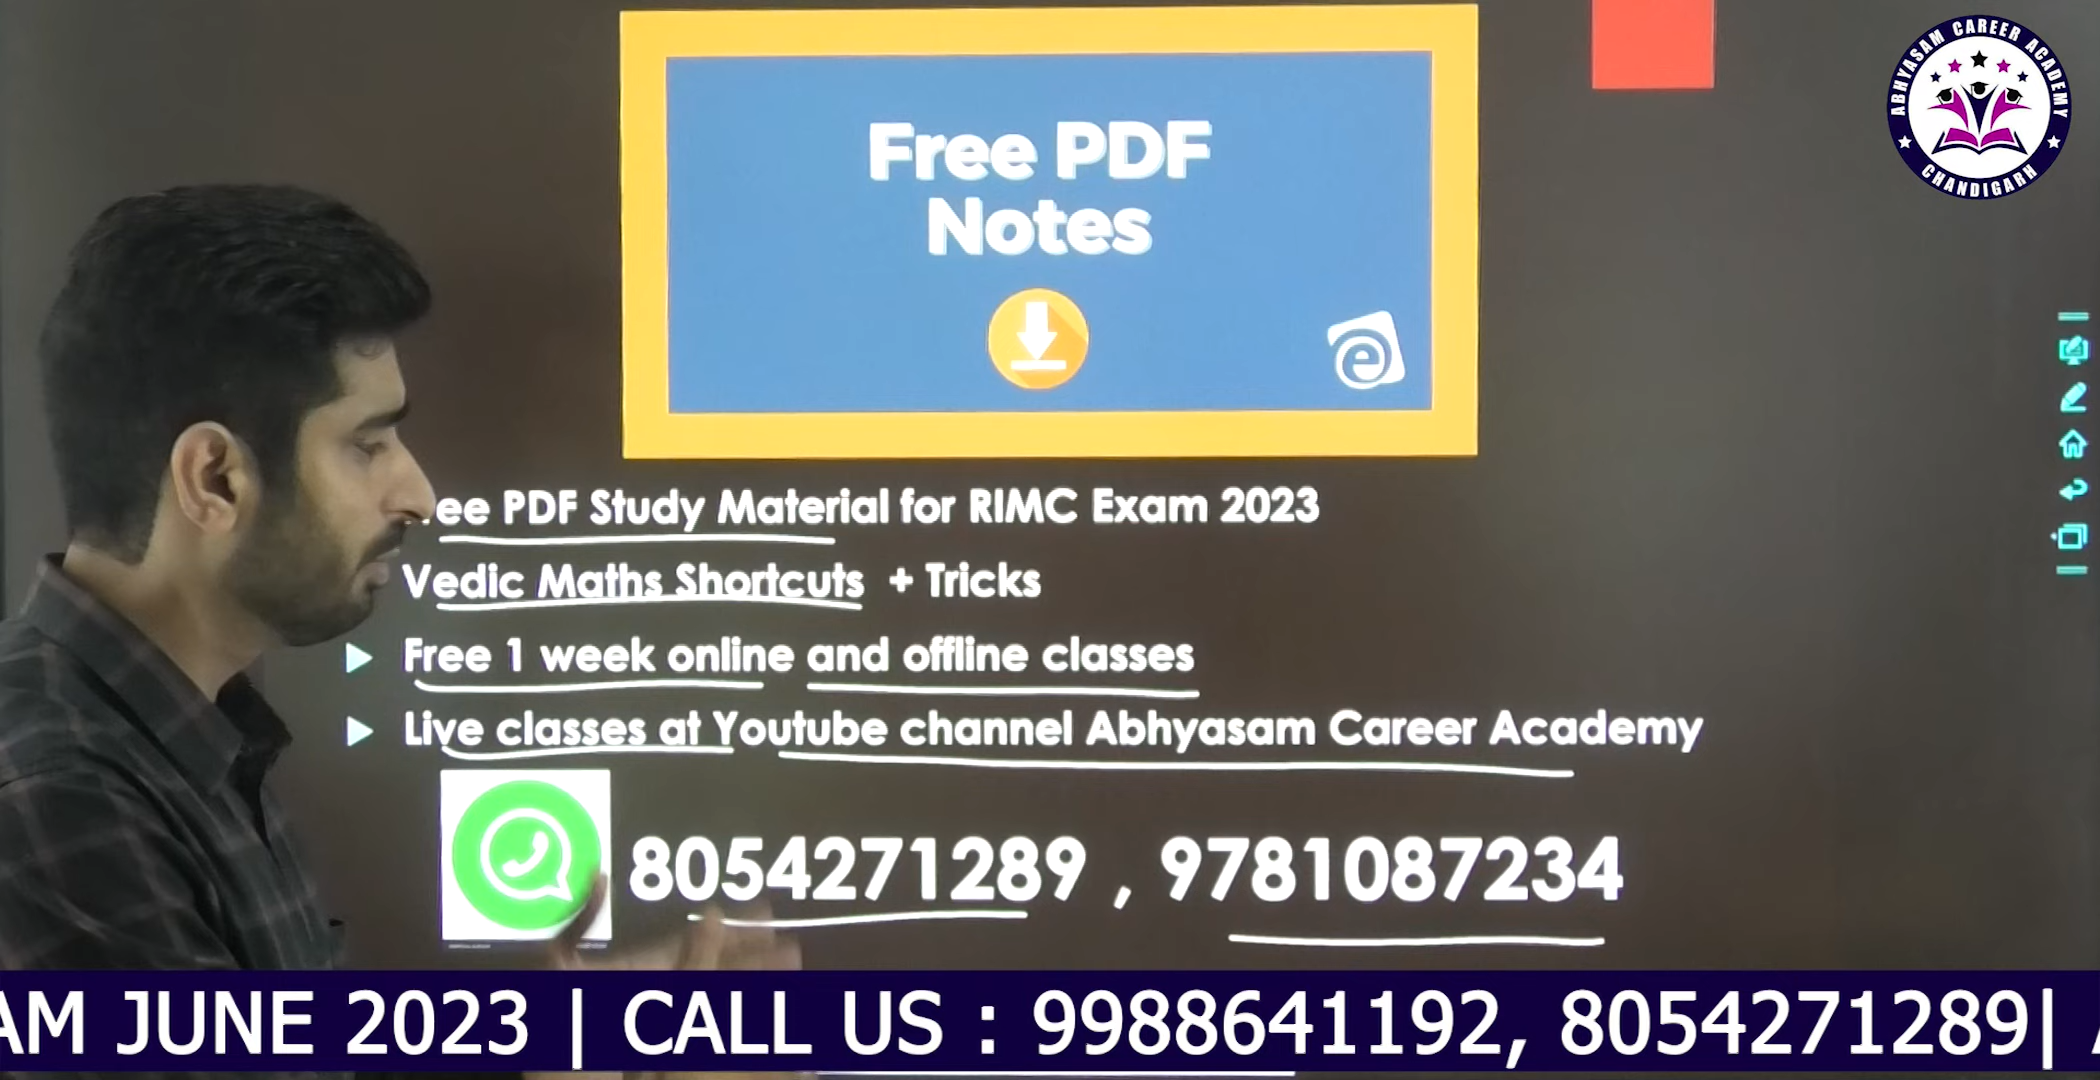 ABHYASAM CAREER ACADEMY
CHANDIGARH
Free PDF
Notes
e
ree PDF Study Material for RIMC Exam 2023
Vedic Maths Shortcuts + Tricks
Free 1 week online and offline classes
Live classes at Youtube channel Abhyasam Career Academy
8054271289 , 9781087234
AM JUNE 2023 | CALL US : 9988641192, 8054271289|